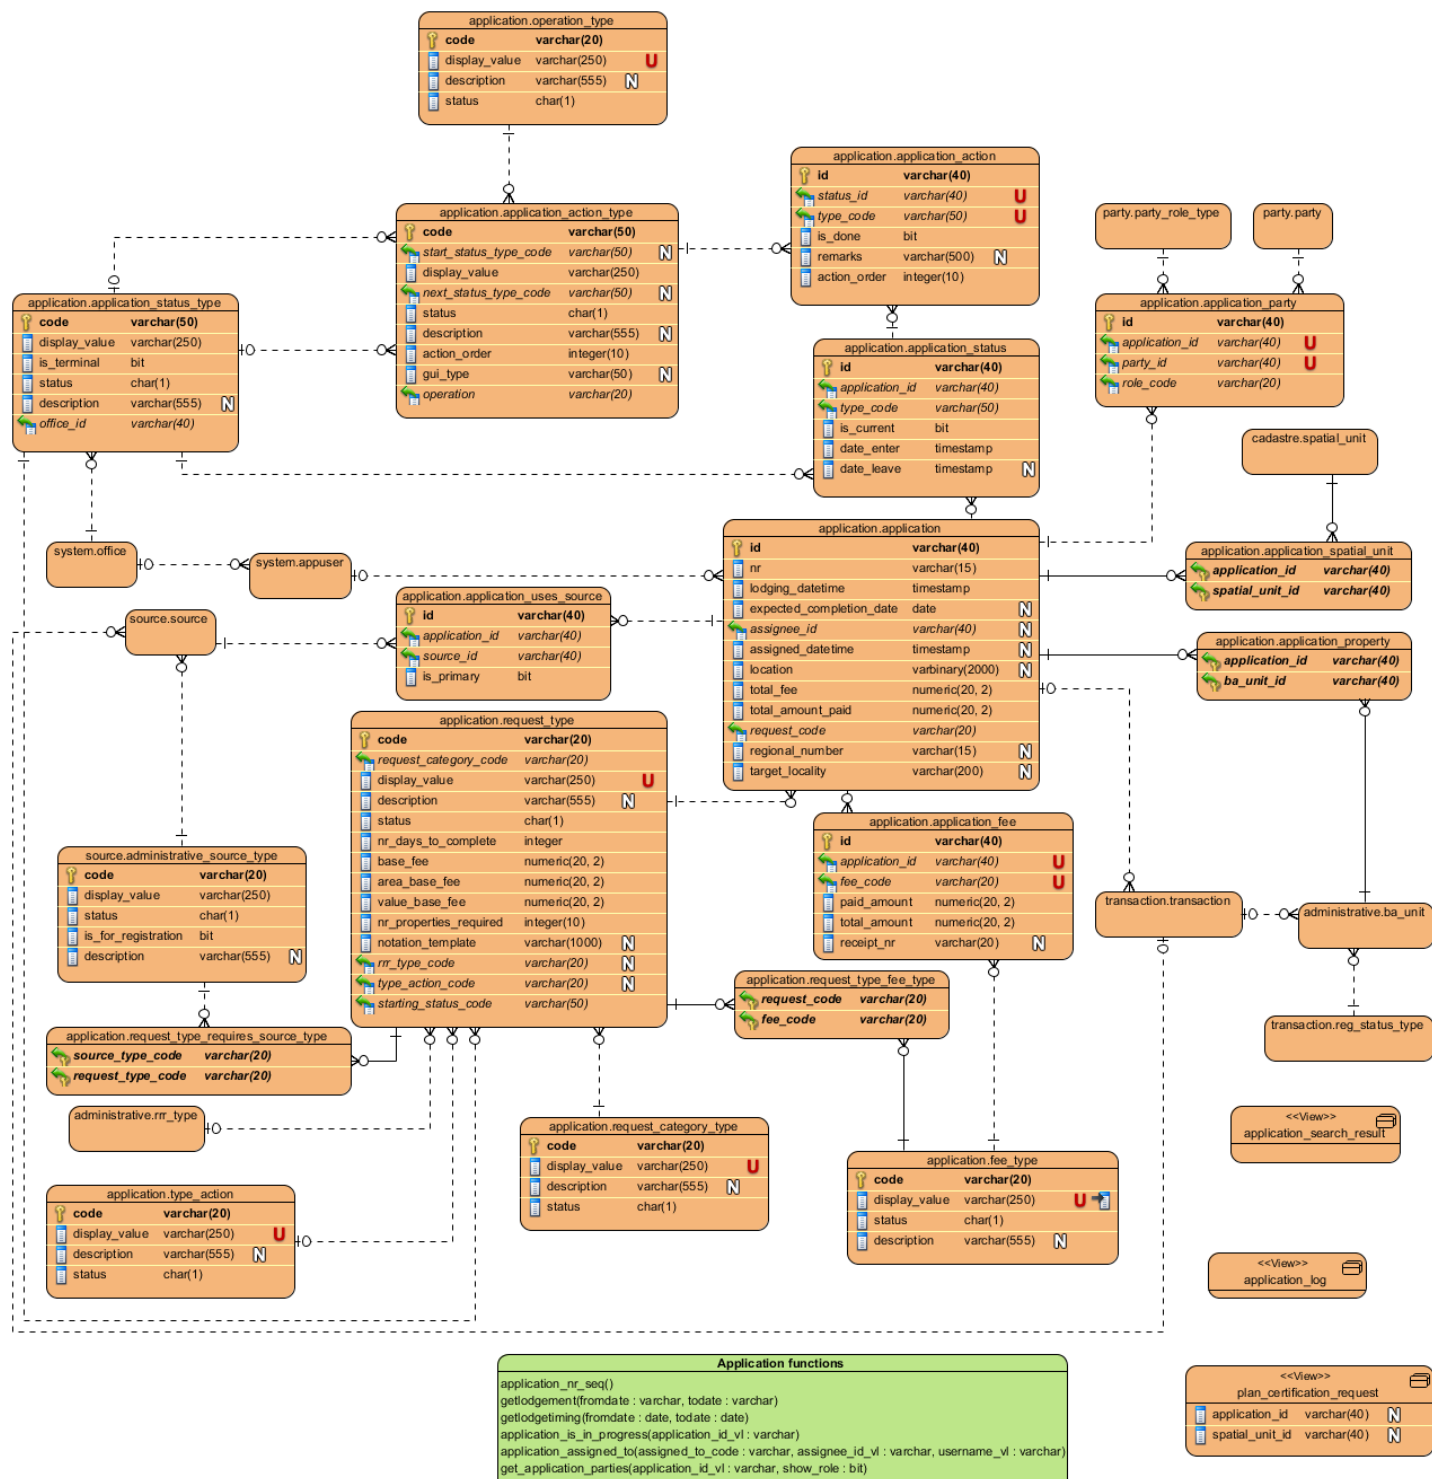 application.operation_type
code varchar(20)
display_value varchar(250) U
description varchar(555) N
status char(1)
application.application_action
id varchar(40)
status_id varchar(40) U
type_code varchar(50) U
is_done bit
remarks varchar(500) N
action_order integer(10)
application.application_action_type
code varchar(50)
start_status_type_code varchar(50) N
display_value varchar(250)
next_status_type_code varchar(50) N
status char(1)
description varchar(555) N
action_order integer(10)
gui_type varchar(50) N
operation varchar(20)
party.party_role_type
party.party
application.application_status_type
code varchar(50)
display_value varchar(250)
is_terminal bit
status char(1)
description varchar(555) N
office_id varchar(40)
application.application_party
id varchar(40)
application_id varchar(40) U
party_id varchar(40) U
role_code varchar(20)
application.application_status
id varchar(40)
application_id varchar(40)
type_code varchar(50)
is_current bit
date_enter timestamp
date_leave timestamp N
cadastre.spatial_unit
application.application
id varchar(40)
nr varchar(15)
lodging_datetime timestamp
expected_completion_date date N
assignee_id varchar(40) N
assigned_datetime timestamp N
location varbinary(2000) N
total_fee numeric(20, 2)
total_amount_paid numeric(20, 2)
request_code varchar(20)
regional_number varchar(15) N
target_locality varchar(200) N
system.office
system.appuser
application.application_spatial_unit
application_id varchar(40)
spatial_unit_id varchar(40)
application.application_uses_source
id varchar(40)
application_id varchar(40)
source_id varchar(40)
is_primary bit
source.source
application.application_property
application_id varchar(40)
ba_unit_id varchar(40)
application.request_type
code varchar(20)
request_category_code varchar(20)
display_value varchar(250) U
description varchar(555) N
status char(1)
nr_days_to_complete integer
base_fee numeric(20, 2)
area_base_fee numeric(20, 2)
value_base_fee numeric(20, 2)
nr_properties_required integer(10)
notation_template varchar(1000) N
rrr_type_code varchar(20) N
type_action_code varchar(20) N
starting_status_code varchar(50)
application.application_fee
id varchar(40)
application_id varchar(40) U
fee_code varchar(20) U
paid_amount numeric(20, 2)
total_amount numeric(20, 2)
receipt_nr varchar(20) N
source.administrative_source_type
code varchar(20)
display_value varchar(250)
status char(1)
is_for_registration bit
description varchar(555) N
transaction.transaction
administrative.ba_unit
application.request_type_fee_type
request_code varchar(20)
fee_code varchar(20)
transaction.reg_status_type
application.request_type_requires_source_type
source_type_code varchar(20)
request_type_code varchar(20)
administrative.rrr_type
application.request_category_type
code varchar(20)
display_value varchar(250) U
description varchar(555) N
status char(1)
<<View>>
application_search_result
application.fee_type
code varchar(20)
display_value varchar(250) U
status char(1)
description varchar(555) N
application.type_action
code varchar(20)
display_value varchar(250) U
description varchar(555) N
status char(1)
<<View>>
application_log
Application functions
application_nr_seq()
getlodgement(fromdate : varchar, todate : varchar)
getlodgetiming(fromdate : date, todate : date)
application_is_in_progress(application_id_vl : varchar)
application_assigned_to(assigned_to_code : varchar, assignee_id_vl : varchar, username_vl : varchar)
get_application_parties(application_id_vl : varchar, show_role : bit)
<<View>>
plan_certification_request
application_id varchar(40) N
spatial_unit_id varchar(40) N